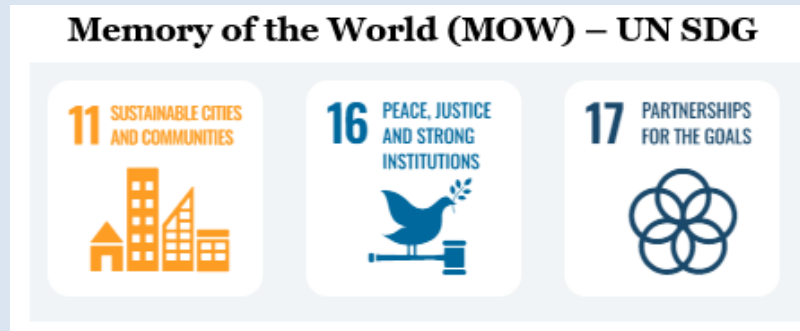 Memory of the World (MOW) – UN SDG
11 SUSTAINABLE CITIES
AND COMMUNITIES
16 PEACE, JUSTICE
AND STRONG
INSTITUTIONS
17 PARTNERSHIPS
FOR THE GOALS